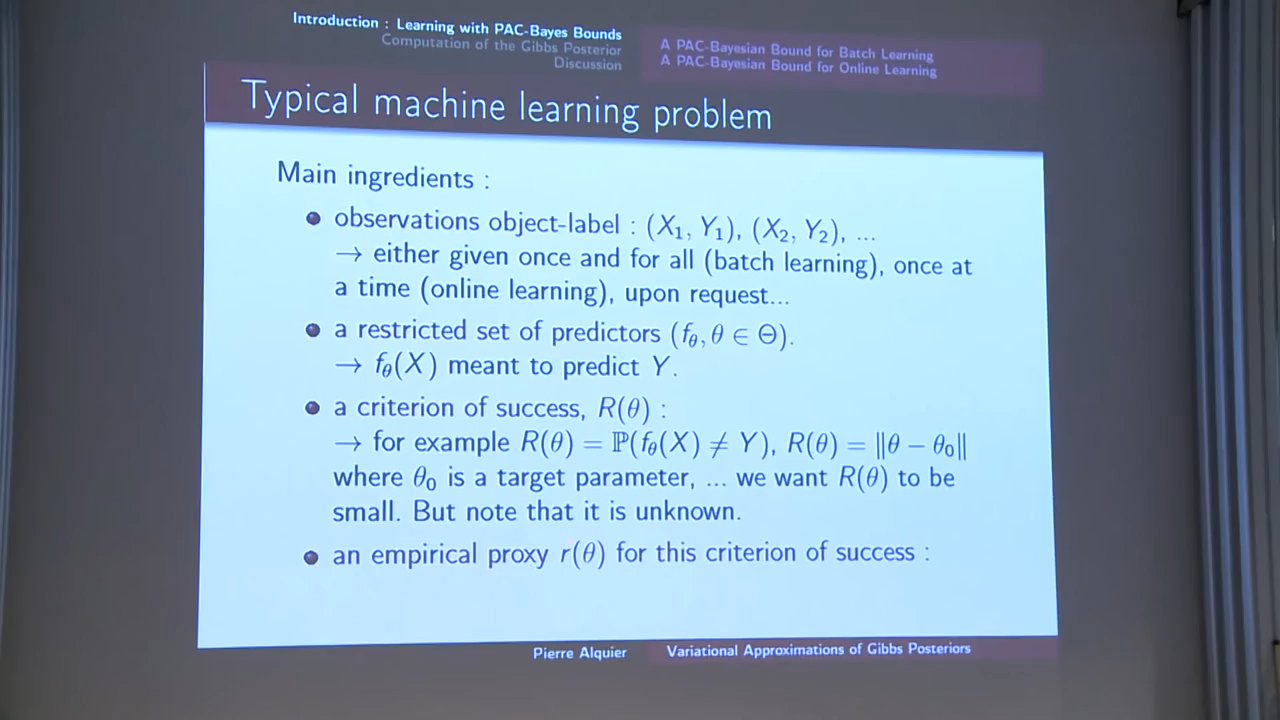 Introduction : Learning with PAC-Bayes Bounds
Computation of the Gibbs Posterior
Discussion
A PAC-Bayesian Bound for Batch Learning
A PAC-Bayesian Bound for Online Learning
Typical machine learning problem
Main ingredients :
observations object-label : (X₁, Y₁), (X₂, Y₂), ...
→ either given once and for all (batch learning), once at
a time (online learning), upon request...
a restricted set of predictors (f_θ, θ ∈ Θ).
→ f_θ(X) meant to predict Y.
a criterion of success, R(θ) :
→ for example R(θ) = ℙ(f_θ(X) ≠ Y), R(θ) = ‖θ − θ₀‖
where θ₀ is a target parameter, ... we want R(θ) to be
small. But note that it is unknown.
an empirical proxy r(θ) for this criterion of success :
Pierre Alquier
Variational Approximations of Gibbs Posteriors